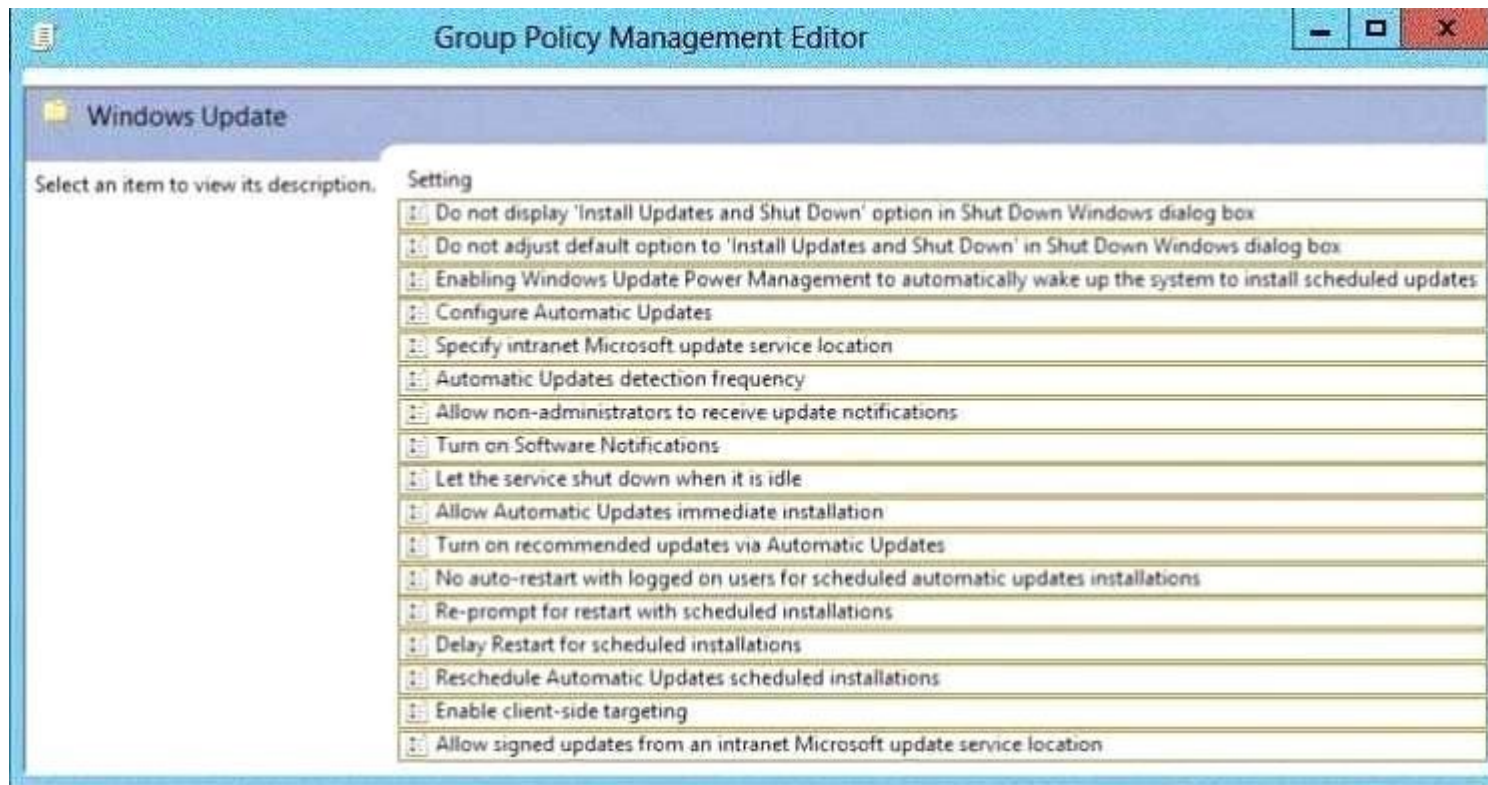 Group Policy Management Editor
Windows Update
Select an item to view its description.
Setting
Do not display 'Install Updates and Shut Down' option in Shut Down Windows dialog box
Do not adjust default option to 'Install Updates and Shut Down' in Shut Down Windows dialog box
Enabling Windows Update Power Management to automatically wake up the system to install scheduled updates
Configure Automatic Updates
Specify intranet Microsoft update service location
Automatic Updates detection frequency
Allow non-administrators to receive update notifications
Turn on Software Notifications
Let the service shut down when it is idle
Allow Automatic Updates immediate installation
Turn on recommended updates via Automatic Updates
No auto-restart with logged on users for scheduled automatic updates installations
Re-prompt for restart with scheduled installations
Delay Restart for scheduled installations
Reschedule Automatic Updates scheduled installations
Enable client-side targeting
Allow signed updates from an intranet Microsoft update service location